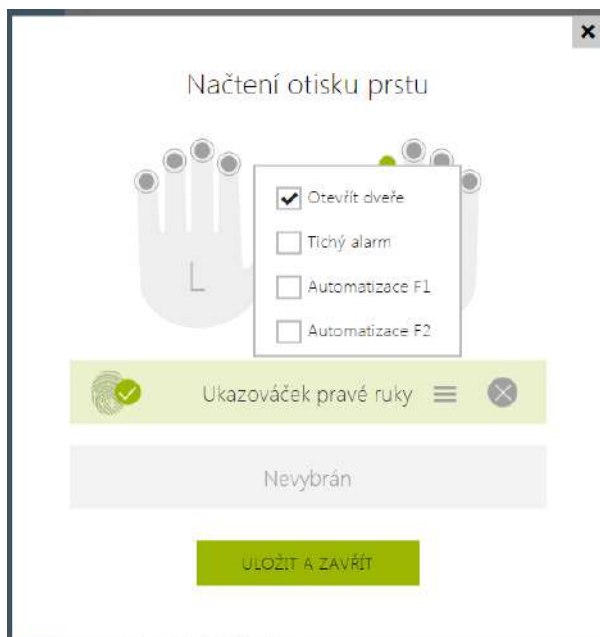 Načtení otisku prstu
L
Otevřít dveře
Tichý alarm
Automatizace F1
Automatizace F2
Ukazováček pravé ruky
Nevybrán
ULOŽIT A ZAVŘÍT